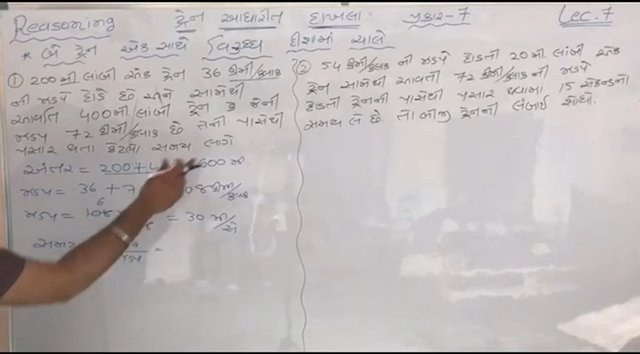 Reasoning ટ્રેન આધારીત દાખલા પ્રકાર-7 Lec.7
* બે ટ્રેન એક સાથે વિરુધ્ધ દિશામાં ચાલે.
① 200 મી લાંબી એક ટ્રેન 36 કીમી/કલાક
ની ઝડપે દોડે છે સામેથી
આવતિ 400 મી લાંબી ટ્રેન કે જેની
ઝડપ 72 કીમી/કલાક છે તેની પાસેથી
પસાર થતા કેટલો સમય લાગે.
અંતર = 200+ 600 મી
ઝડપ = 36 + 7
ઝડપ = = 30 મી/સે
② 54 કીમી/કલાક ની ઝડપે દોડતી 20 મી લાંબી એક
ટ્રેન સામેથી આવતી 72 કીમી/કલાક ની ઝડપે
દોડતી ટ્રેનની પાસેથી પસાર થવામા 15 સેકન્ડનો
સમય લે છે. તો બીજી ટ્રેનની લંબાઈ શોધો.